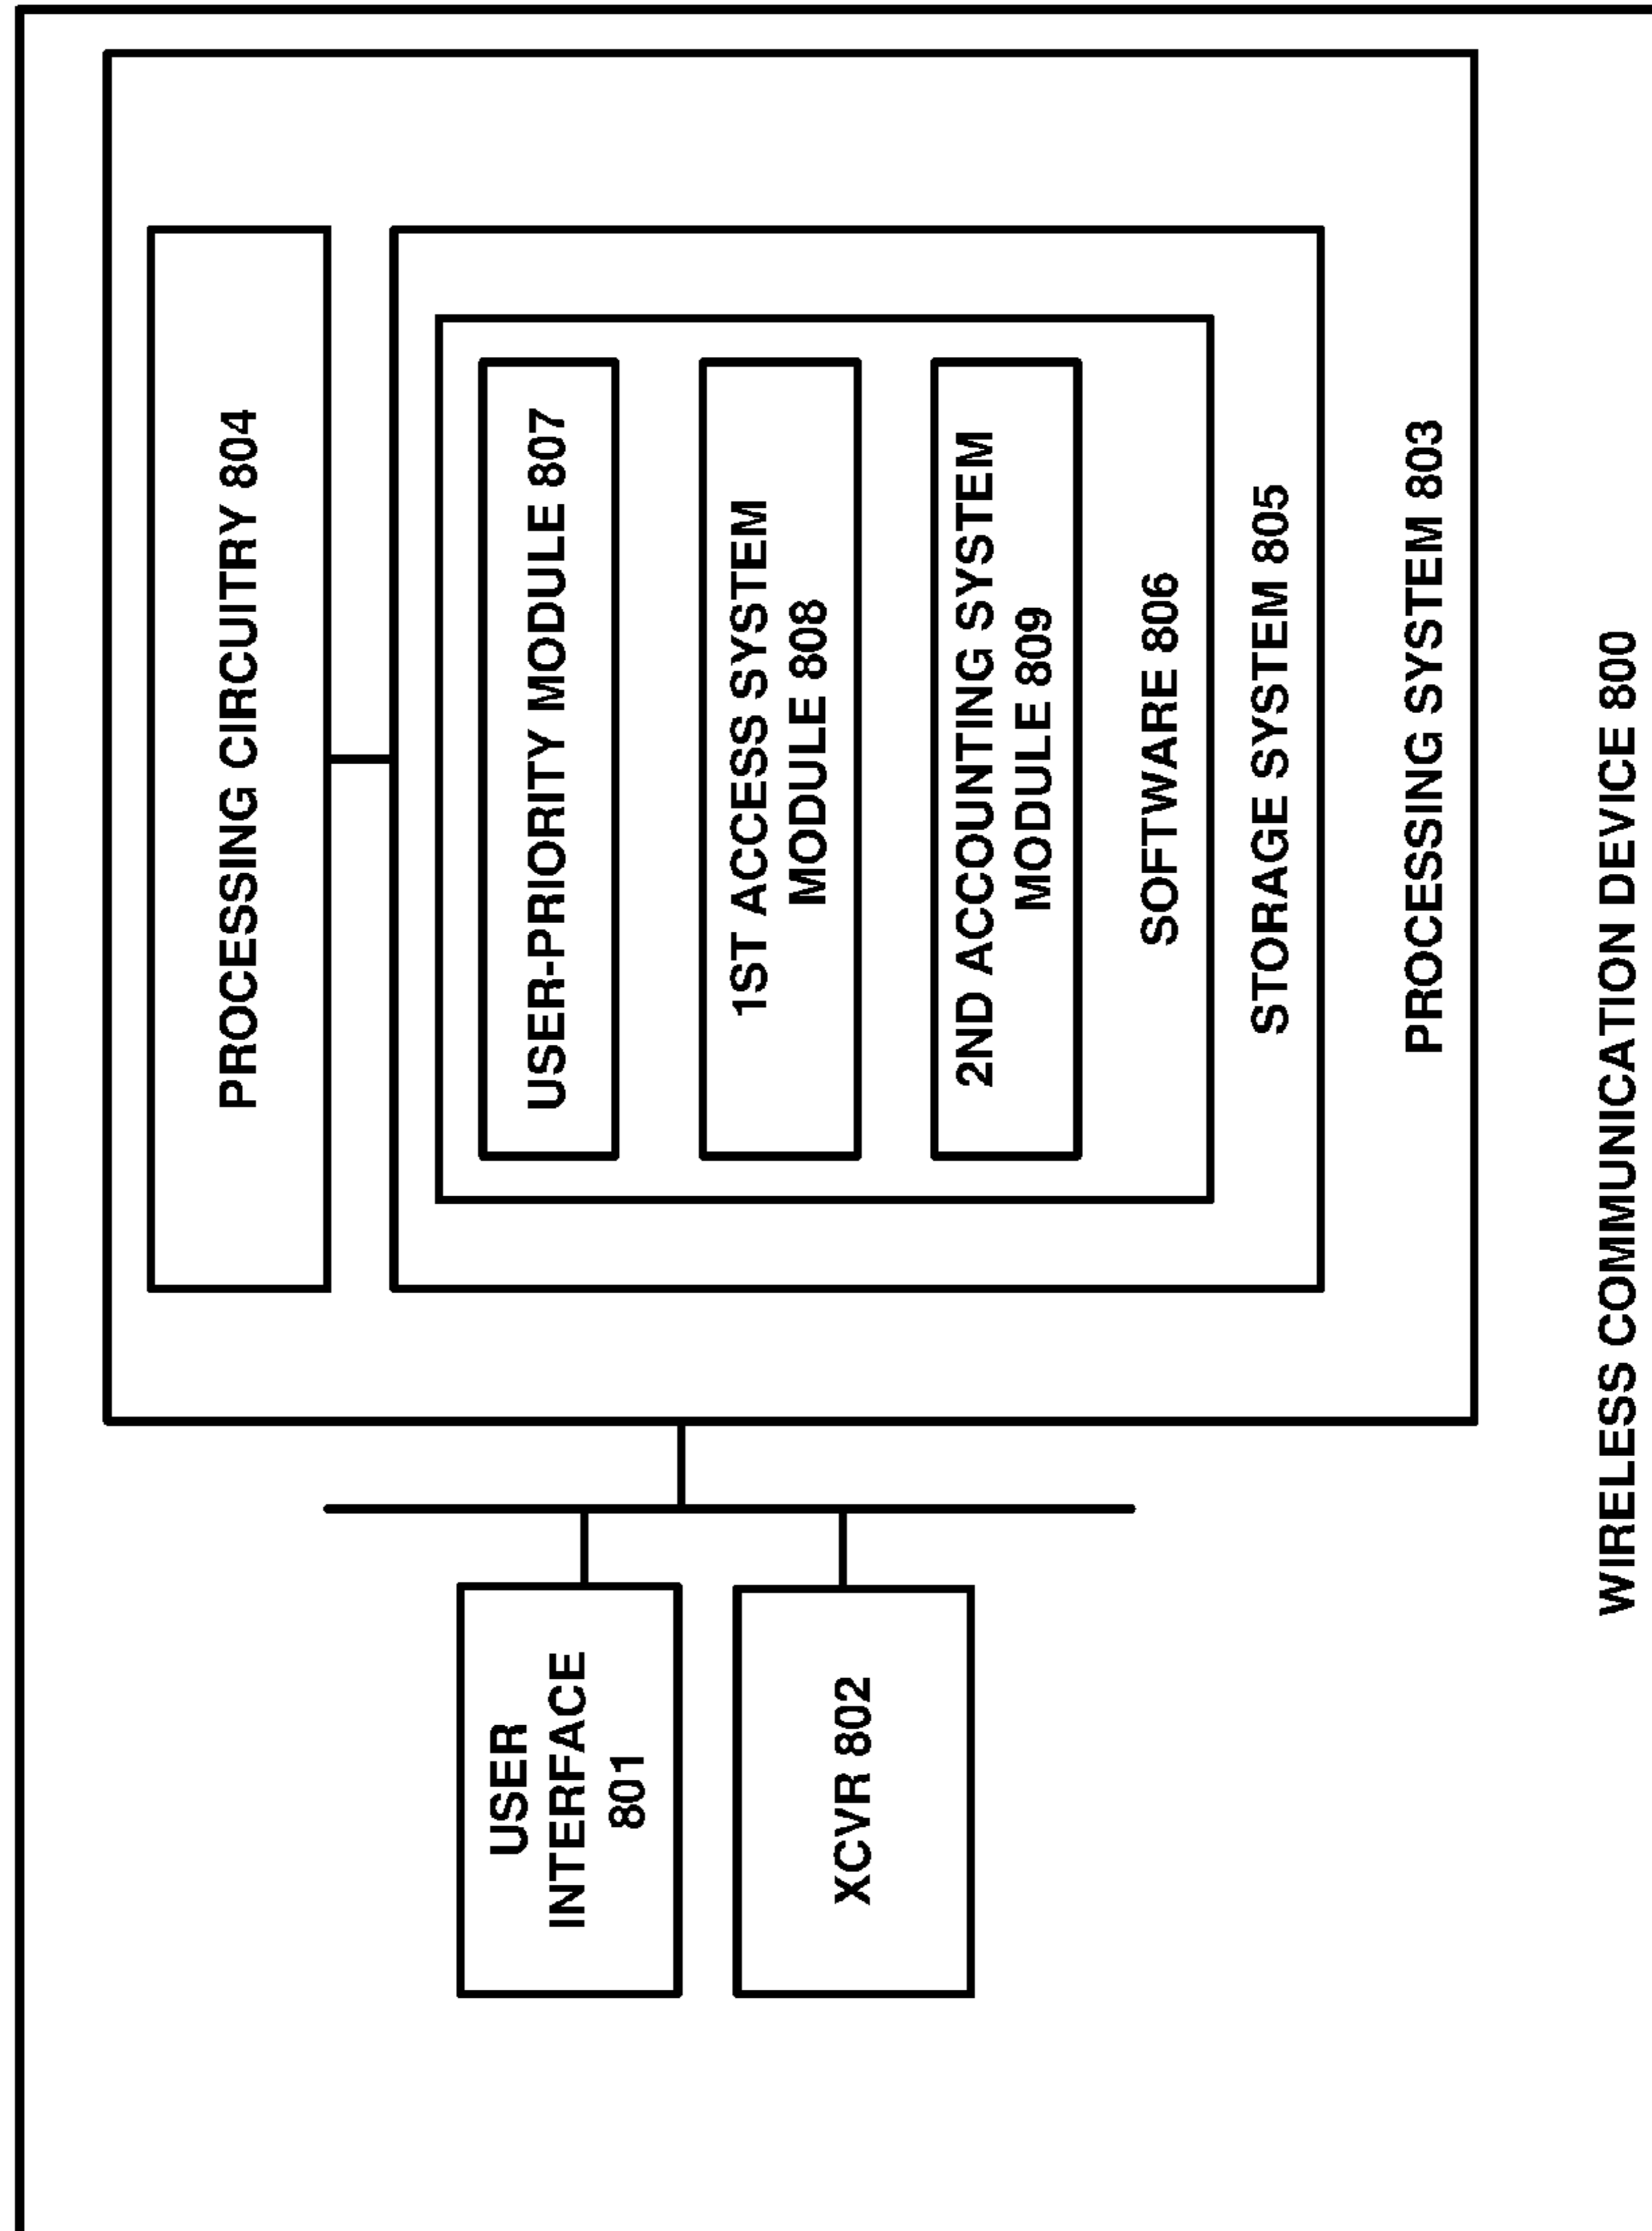 PROCESSING CIRCUITRY 804
USER-PRIORITY MODULE 807
1ST ACCESS SYSTEM
MODULE 808
2ND ACCOUNTING SYSTEM
MODULE 809
SOFTWARE 806
STORAGE SYSTEM 805
PROCESSING SYSTEM 803
USER
INTERFACE
801
XCVR 802
WIRELESS COMMUNICATION DEVICE 800